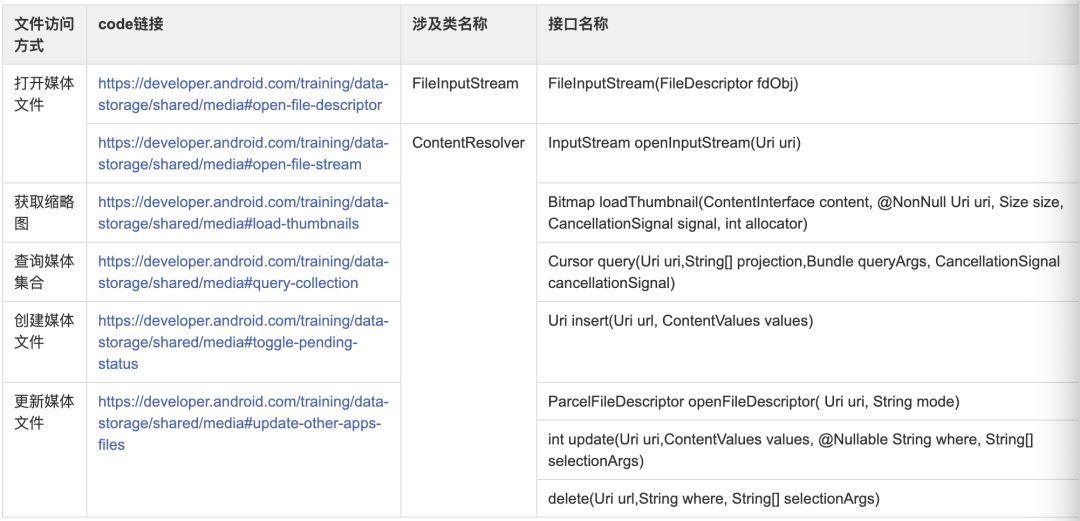 文件访问
方式
code链接
涉及类名称
接口名称
打开媒体
文件
https://developer.android.com/training/data-
storage/shared/media#open-file-descriptor
FileInputStream
FileInputStream(FileDescriptor fdObj)
https://developer.android.com/training/data-
storage/shared/media#open-file-stream
ContentResolver
InputStream openInputStream(Uri uri)
获取缩略
图
https://developer.android.com/training/data-
storage/shared/media#load-thumbnails
Bitmap loadThumbnail(ContentInterface content, @NonNull Uri uri, Size size,
CancellationSignal signal, int allocator)
查询媒体
集合
https://developer.android.com/training/data-
storage/shared/media#query-collection
Cursor query(Uri uri,String[] projection,Bundle queryArgs, CancellationSignal
cancellationSignal)
创建媒体
文件
https://developer.android.com/training/data-
storage/shared/media#toggle-pending-
status
Uri insert(Uri url, ContentValues values)
更新媒体
文件
https://developer.android.com/training/data-
storage/shared/media#update-other-apps-
files
ParcelFileDescriptor openFileDescriptor( Uri uri, String mode)
int update(Uri uri,ContentValues values, @Nullable String where, String[]
selectionArgs)
delete(Uri url,String where, String[] selectionArgs)